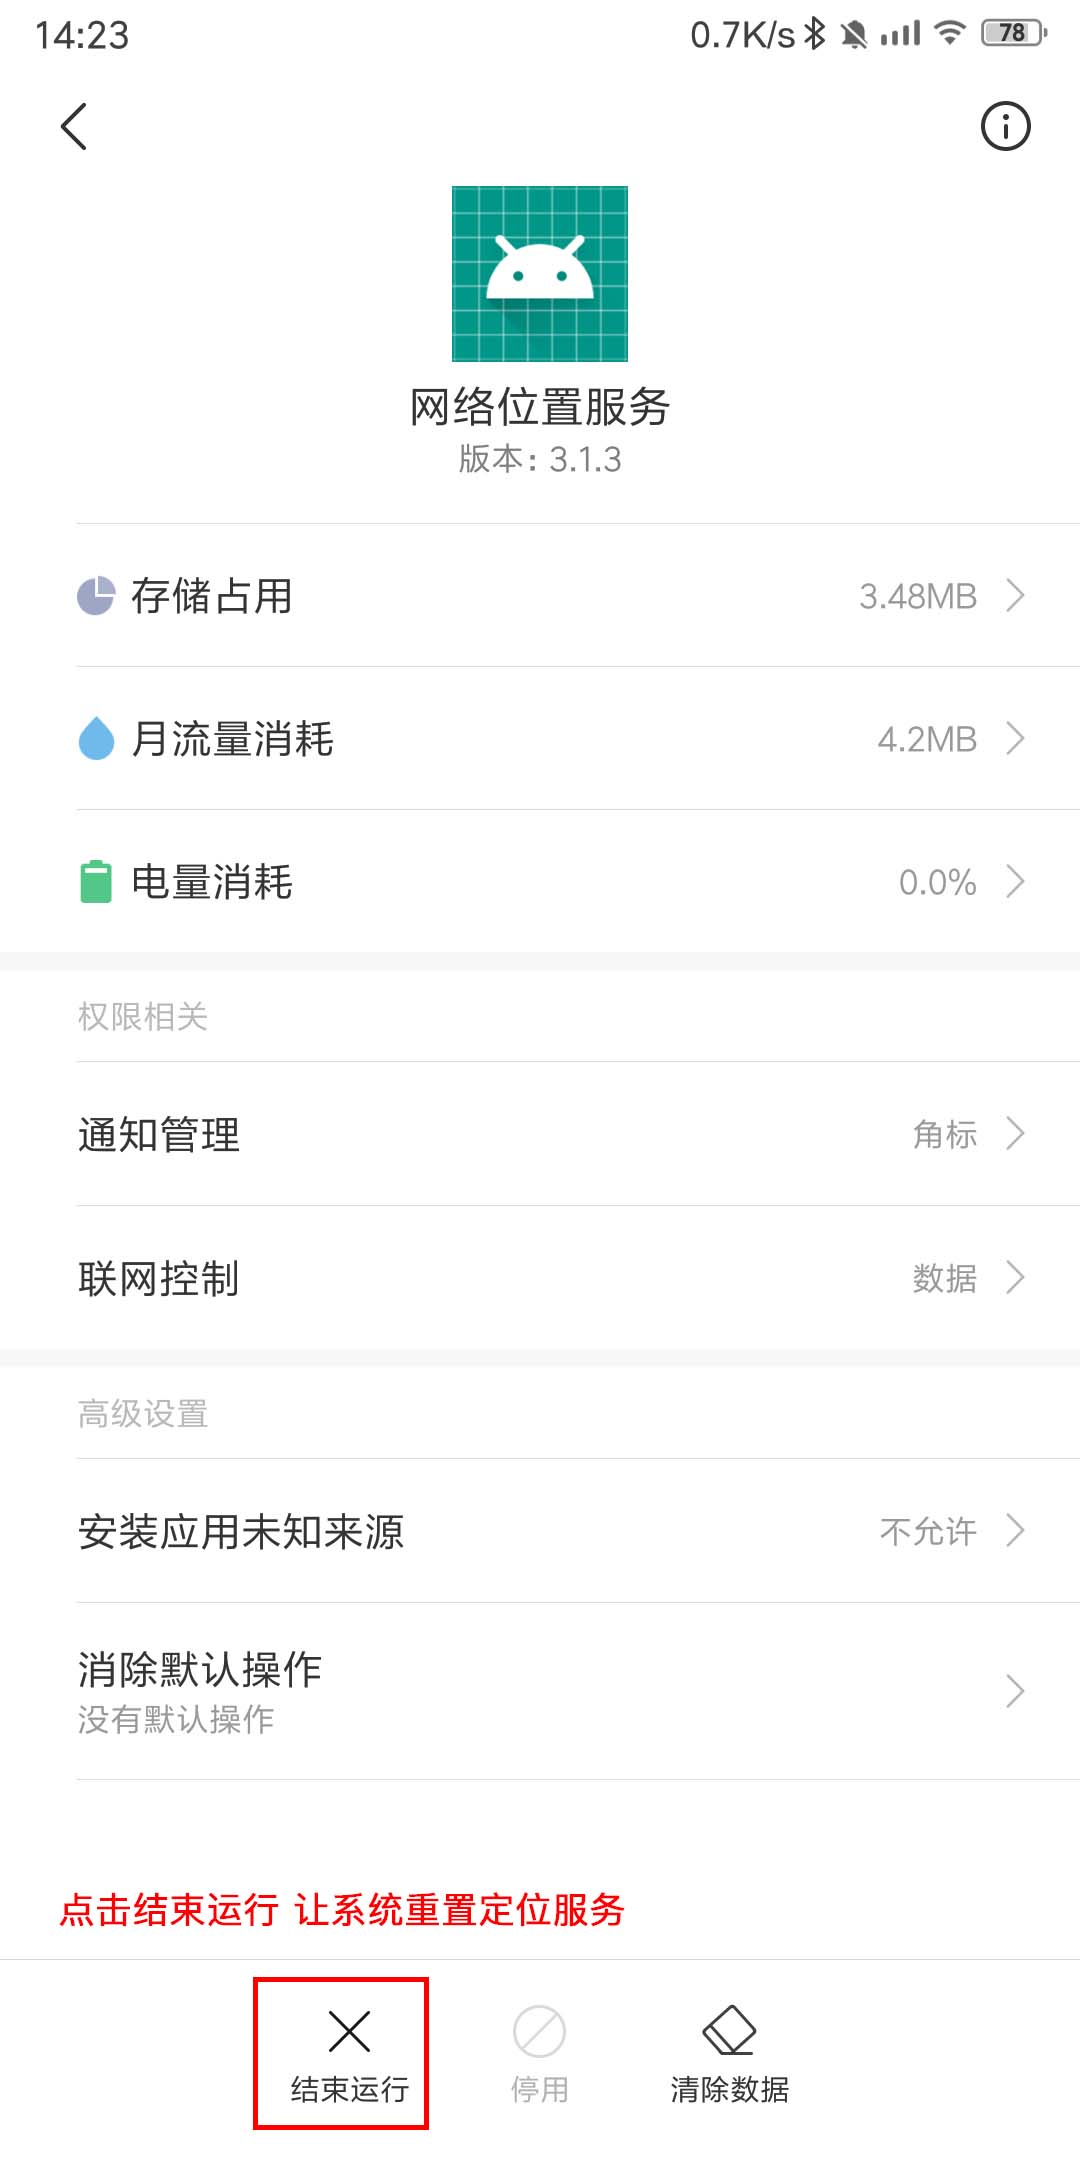 14:23 0.7K/s 78
网络位置服务
版本: 3.1.3
存储占用 3.48MB
月流量消耗 4.2MB
电量消耗 0.0%
权限相关
通知管理 角标
联网控制 数据
高级设置
安装应用未知来源 不允许
消除默认操作
没有默认操作
点击结束运行 让系统重置定位服务
结束运行 停用 清除数据